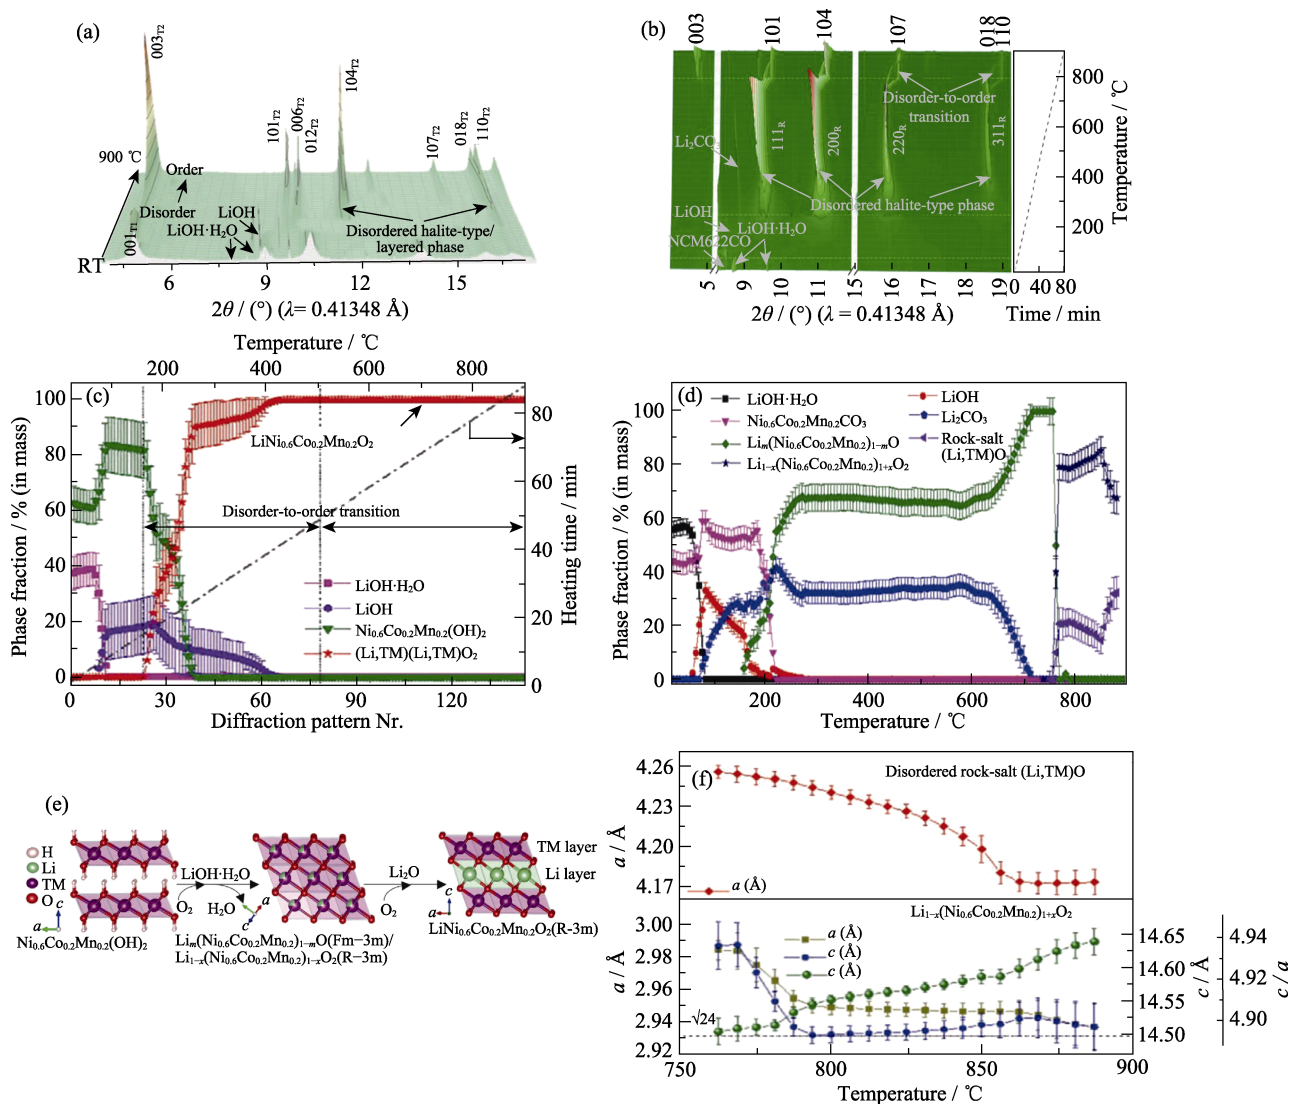 (a)
003T2
104T2
101T2
006T2
012T2
107T2
018T2
110T2
900 ℃
Order
Disorder
LiOH
LiOH·H2O
001T1
Disordered halite-type/
layered phase
RT
6
9
12
15
2θ / (°) (λ= 0.41348 Å)
(b)
003
101
104
107
018
110
Disorder-to-order
transition
Li2CO3
111R
200R
220R
311R
Disordered halite-type phase
LiOH
LiOH·H2O
NCM622CO
5
9
10
11
15
16
17
18
19
2θ / (°) (λ = 0.41348 Å)
800
600
400
200
Temperature / ℃
0
40
80
Time / min
Temperature / ℃
200
400
600
800
(c)
100
80
60
40
20
0
Phase fraction / % (in mass)
LiNi0.6Co0.2Mn0.2O2
Disorder-to-order transition
LiOH·H2O
LiOH
Ni0.6Co0.2Mn0.2(OH)2
(Li,TM)(Li,TM)O2
80
60
40
20
0
Heating time / min
0
30
60
90
120
Diffraction pattern Nr.
(d)
LiOH·H2O
Ni0.6Co0.2Mn0.2CO3
Lim(Ni0.6Co0.2Mn0.2)1−mO
Li1−x(Ni0.6Co0.2Mn0.2)1+xO2
LiOH
Li2CO3
Rock-salt
(Li,TM)O
100
80
60
40
20
0
Phase fraction / % (in mass)
200
400
600
800
Temperature / ℃
(e)
H
Li
TM
O
c
a
Ni0.6Co0.2Mn0.2(OH)2
LiOH·H2O
O2
H2O
a
c
Lim(Ni0.6Co0.2Mn0.2)1−mO(Fm−3m)/
Li1−x(Ni0.6Co0.2Mn0.2)1−xO2(R−3m)
Li2O
O2
TM layer
Li layer
c
a
LiNi0.6Co0.2Mn0.2O2(R-3m)
(f)
Disordered rock-salt (Li,TM)O
4.26
4.23
4.20
4.17
a / Å
a (Å)
Li1−x(Ni0.6Co0.2Mn0.2)1+xO2
3.00
2.98
2.96
2.94
2.92
a / Å
√24
a (Å)
c (Å)
c (Å)
14.65
14.60
14.55
14.50
c / Å
4.94
4.92
4.90
c / a
750
800
850
900
Temperature / ℃